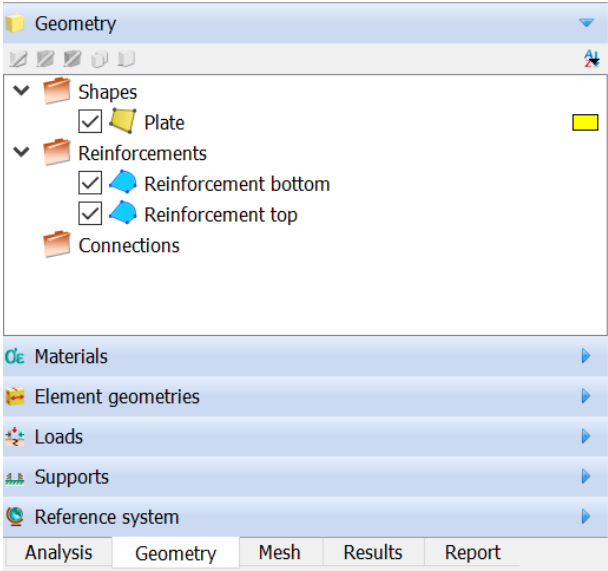 Geometry
Shapes
Plate
Reinforcements
Reinforcement bottom
Reinforcement top
Connections
Materials
Element geometries
Loads
Supports
Reference system
Analysis Geometry Mesh Results Report